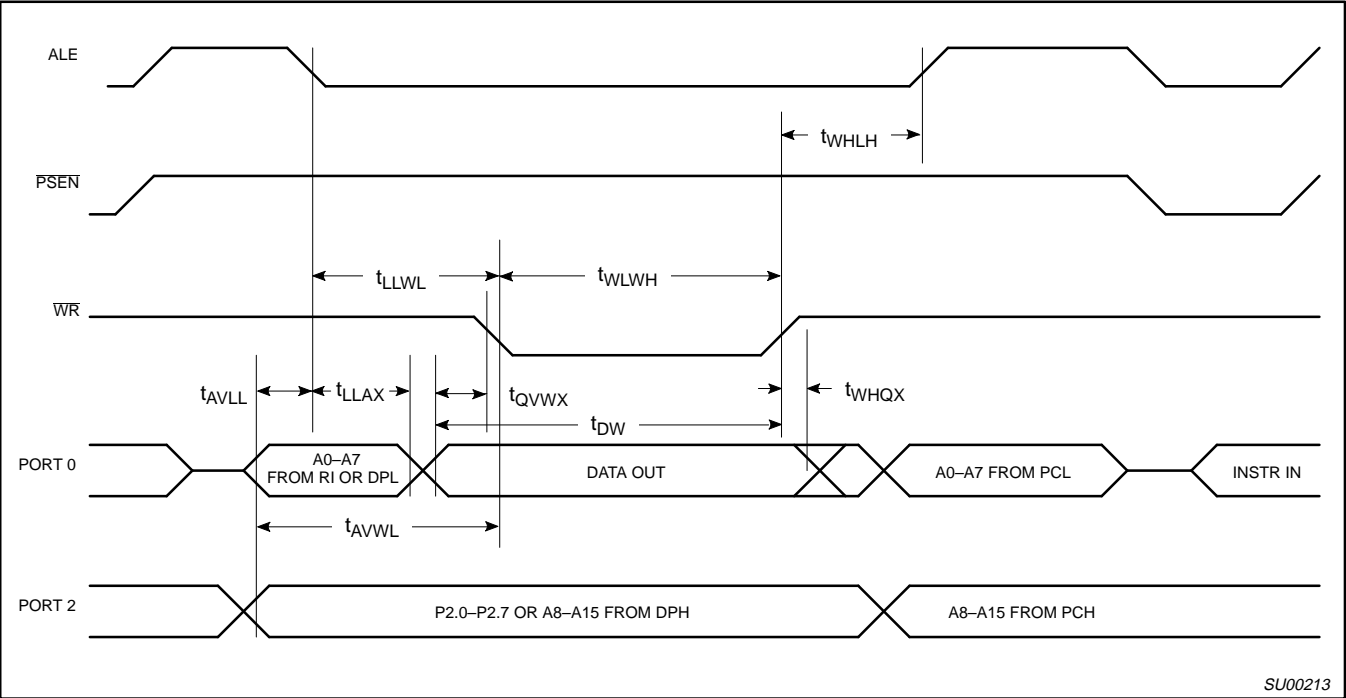 ALE
tWHLH
PSEN
tLLWL
tWLWH
WR
tAVLL
tLLAX
tQVWX
tWHQX
tDW
PORT 0
A0–A7
FROM RI OR DPL
DATA OUT
A0–A7 FROM PCL
INSTR IN
tAVWL
PORT 2
P2.0–P2.7 OR A8–A15 FROM DPH
A8–A15 FROM PCH
SU00213